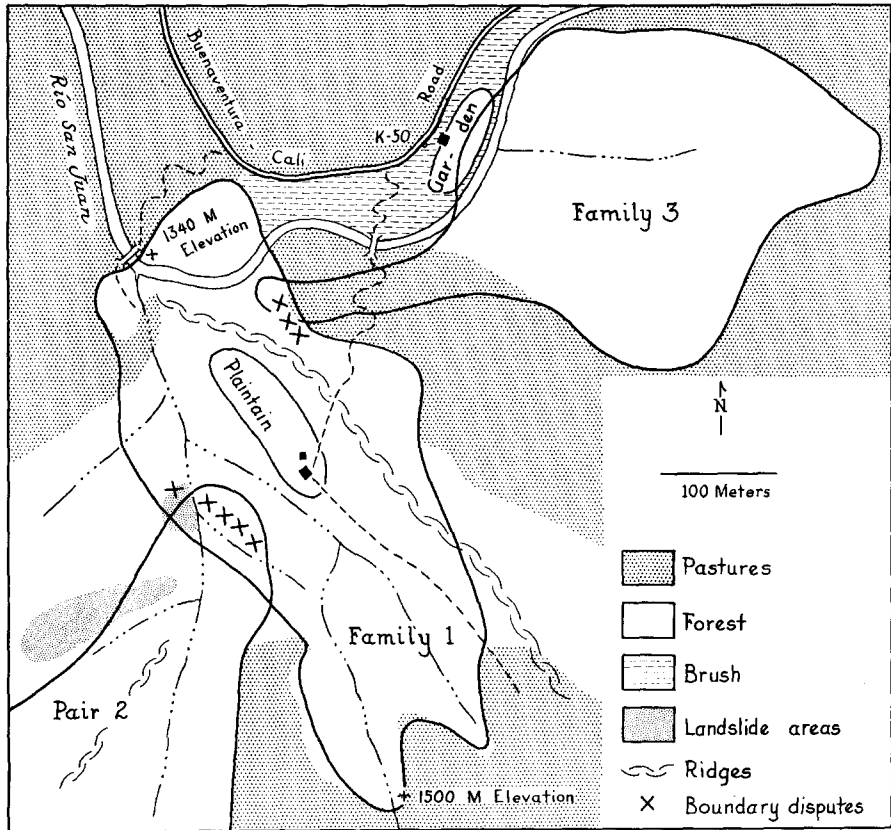 Río San Juan
Buenaventura - Cali Road
K-50
Gar-den
1340 M
Elevation
Family 3
Plaintain
N
100 Meters
Pastures
Forest
Family 1
Brush
Pair 2
Landslide areas
Ridges
1500 M Elevation
X Boundary disputes